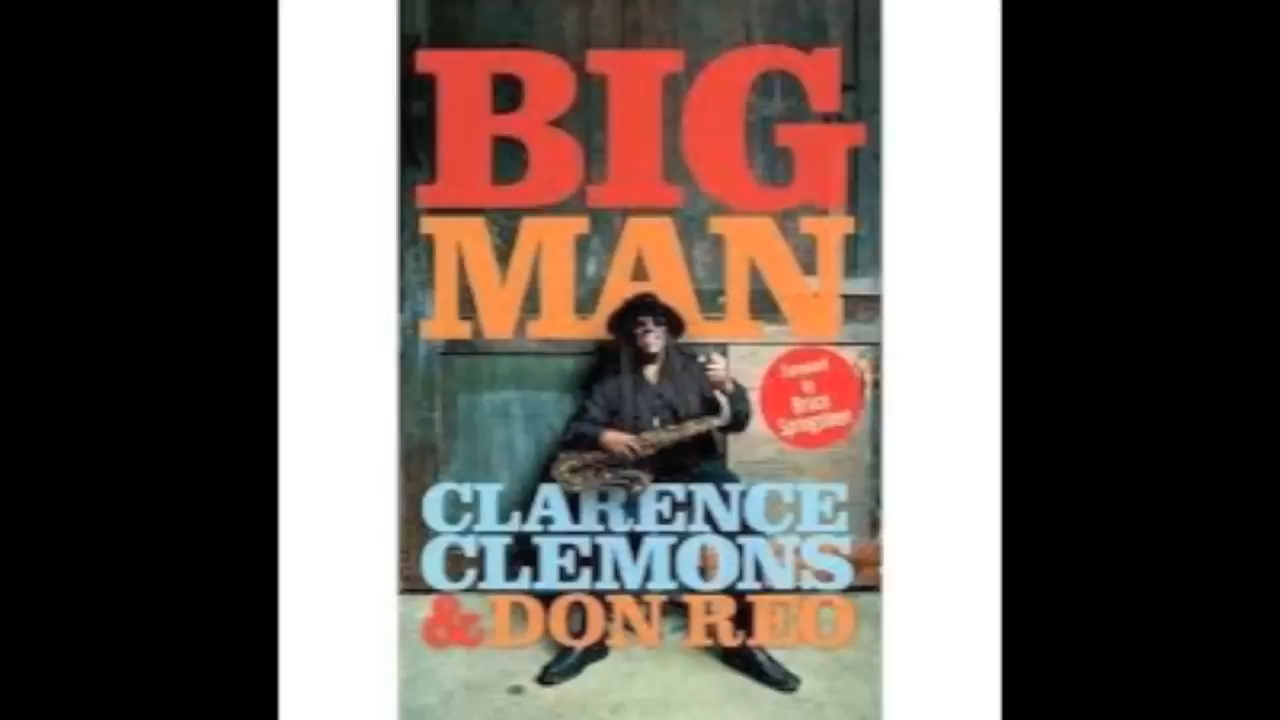 BIG
MAN
Foreword
by
Bruce
Springsteen
CLARENCE
CLEMONS
& DON REO